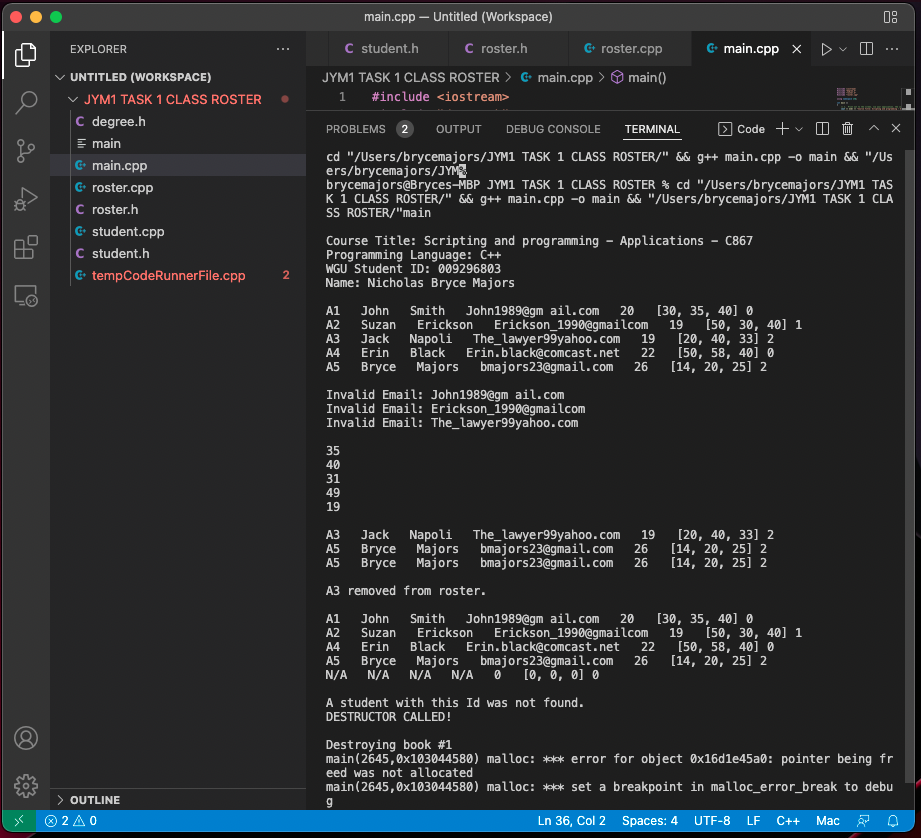 main.cpp — Untitled (Workspace)
EXPLORER
UNTITLED (WORKSPACE)
JYM1 TASK 1 CLASS ROSTER
C degree.h
main
main.cpp
roster.cpp
C roster.h
student.cpp
C student.h
tempCodeRunnerFile.cpp 2
OUTLINE
C student.h C roster.h roster.cpp main.cpp
JYM1 TASK 1 CLASS ROSTER > main.cpp > main()
1 #include <iostream>
PROBLEMS 2 OUTPUT DEBUG CONSOLE TERMINAL Code
cd "/Users/brycemajors/JYM1 TASK 1 CLASS ROSTER/" && g++ main.cpp -o main && "/Us
ers/brycemajors/JYM%
brycemajors@Bryces-MBP JYM1 TASK 1 CLASS ROSTER % cd "/Users/brycemajors/JYM1 TAS
K 1 CLASS ROSTER/" && g++ main.cpp -o main && "/Users/brycemajors/JYM1 TASK 1 CLA
SS ROSTER/"main
Course Title: Scripting and programming - Applications - C867
Programming Language: C++
WGU Student ID: 009296803
Name: Nicholas Bryce Majors
A1 John Smith John1989@gm ail.com 20 [30, 35, 40] 0
A2 Suzan Erickson Erickson_1990@gmailcom 19 [50, 30, 40] 1
A3 Jack Napoli The_lawyer99yahoo.com 19 [20, 40, 33] 2
A4 Erin Black Erin.black@comcast.net 22 [50, 58, 40] 0
A5 Bryce Majors bmajors23@gmail.com 26 [14, 20, 25] 2
Invalid Email: John1989@gm ail.com
Invalid Email: Erickson_1990@gmailcom
Invalid Email: The_lawyer99yahoo.com
35
40
31
49
19
A3 Jack Napoli The_lawyer99yahoo.com 19 [20, 40, 33] 2
A5 Bryce Majors bmajors23@gmail.com 26 [14, 20, 25] 2
A5 Bryce Majors bmajors23@gmail.com 26 [14, 20, 25] 2
A3 removed from roster.
A1 John Smith John1989@gm ail.com 20 [30, 35, 40] 0
A2 Suzan Erickson Erickson_1990@gmailcom 19 [50, 30, 40] 1
A4 Erin Black Erin.black@comcast.net 22 [50, 58, 40] 0
A5 Bryce Majors bmajors23@gmail.com 26 [14, 20, 25] 2
N/A N/A N/A N/A 0 [0, 0, 0] 0
A student with this Id was not found.
DESTRUCTOR CALLED!
Destroying book #1
main(2645,0x103044580) malloc: *** error for object 0x16d1e45a0: pointer being fr
eed was not allocated
main(2645,0x103044580) malloc: *** set a breakpoint in malloc_error_break to debu
g
2 0 Ln 36, Col 2 Spaces: 4 UTF-8 LF C++ Mac